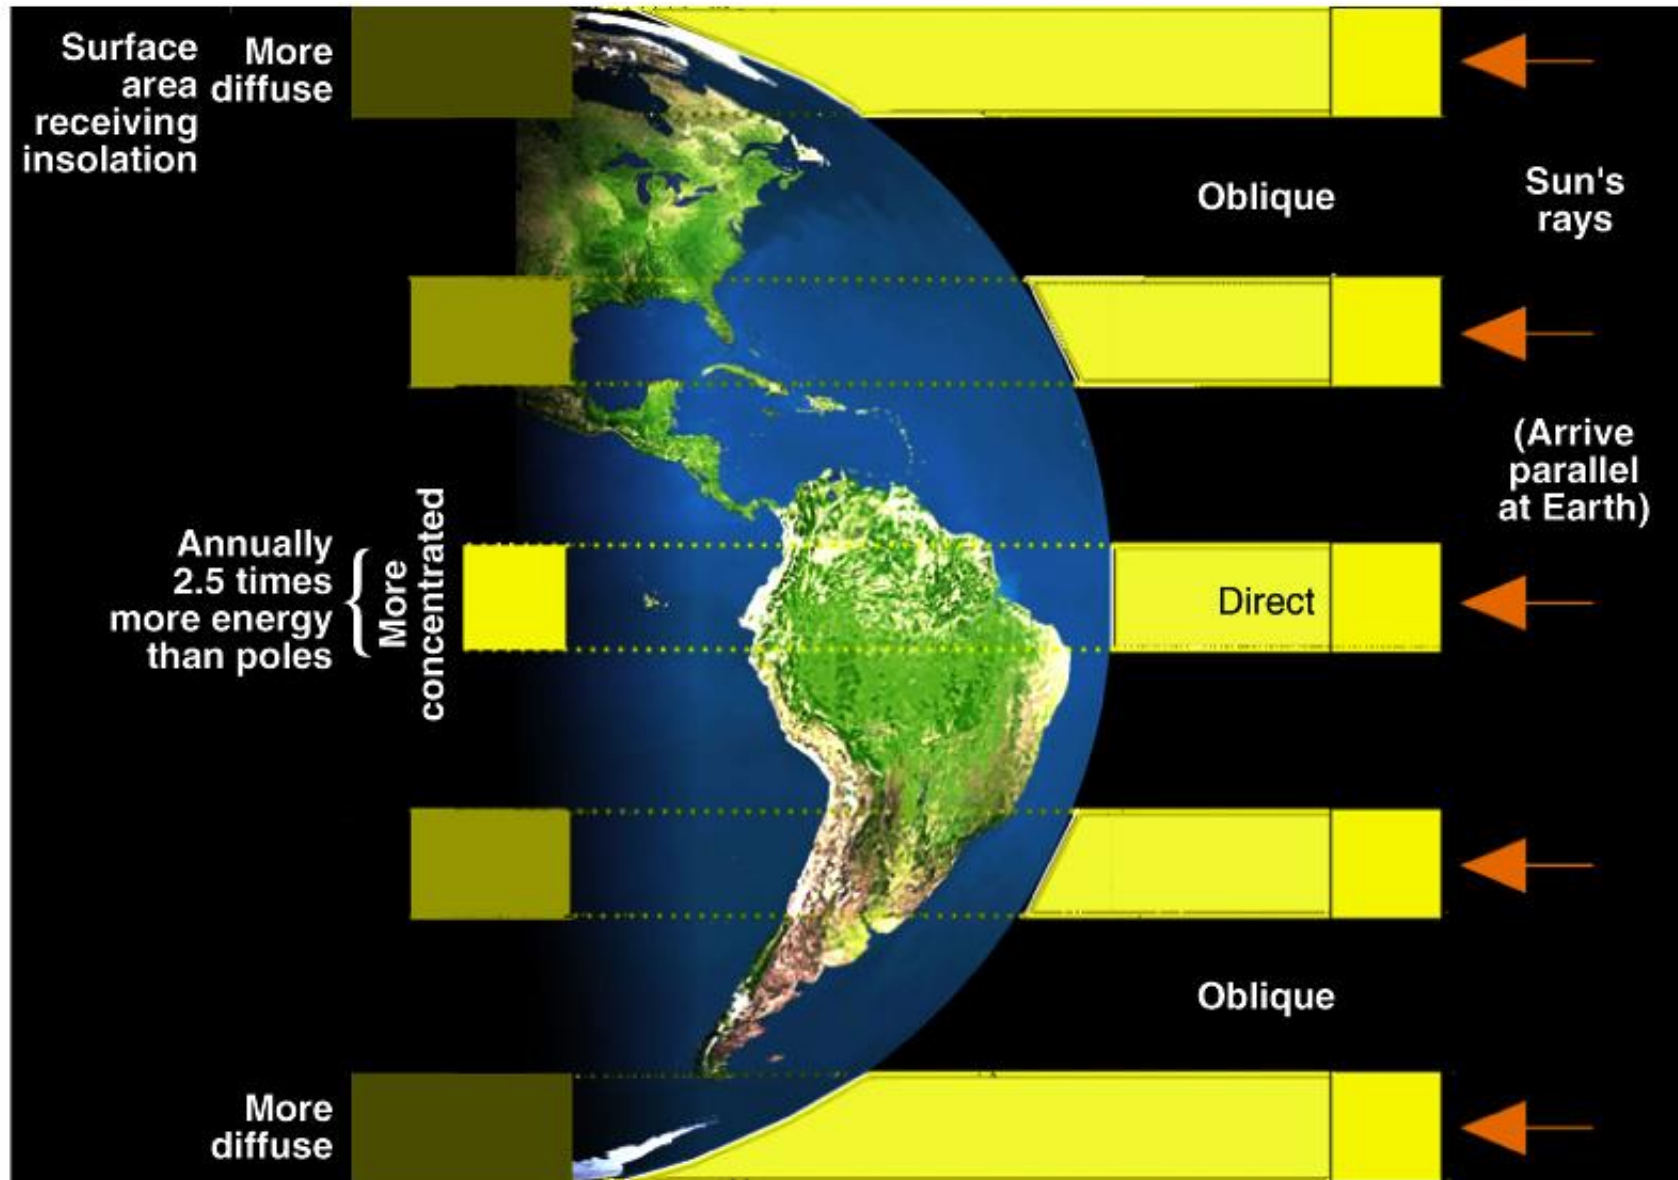 Surface
area
receiving
insolation
More
diffuse
Oblique
Sun's
rays
(Arrive
parallel
at Earth)
Annually
2.5 times
more energy
than poles
More
concentrated
Direct
Oblique
More
diffuse